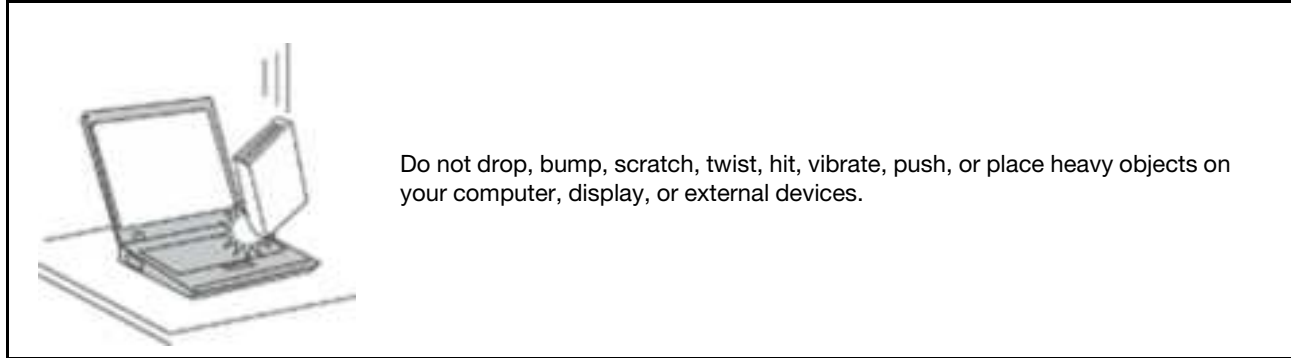 Do not drop, bump, scratch, twist, hit, vibrate, push, or place heavy objects on
your computer, display, or external devices.